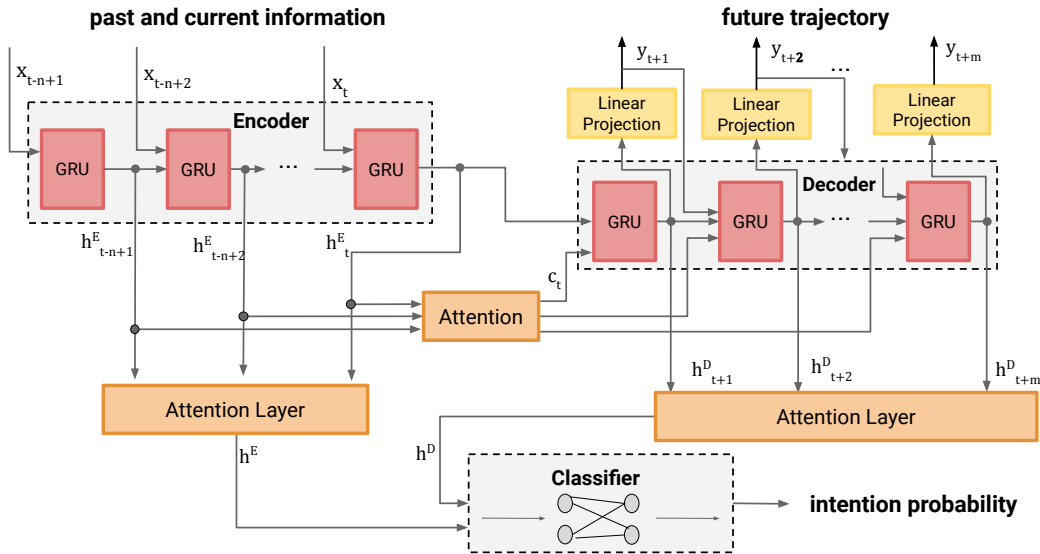 past and current information
future trajectory
x_{t-n+1}
x_{t-n+2}
x_t
y_{t+1}
y_{t+2}
...
y_{t+m}
Linear
Projection
Linear
Projection
Linear
Projection
Encoder
GRU
GRU
...
GRU
Decoder
GRU
GRU
...
GRU
h^E_{t-n+1}
h^E_{t-n+2}
h^E_t
c_t
Attention
h^D_{t+1}
h^D_{t+2}
h^D_{t+m}
Attention Layer
Attention Layer
h^E
h^D
Classifier
intention probability